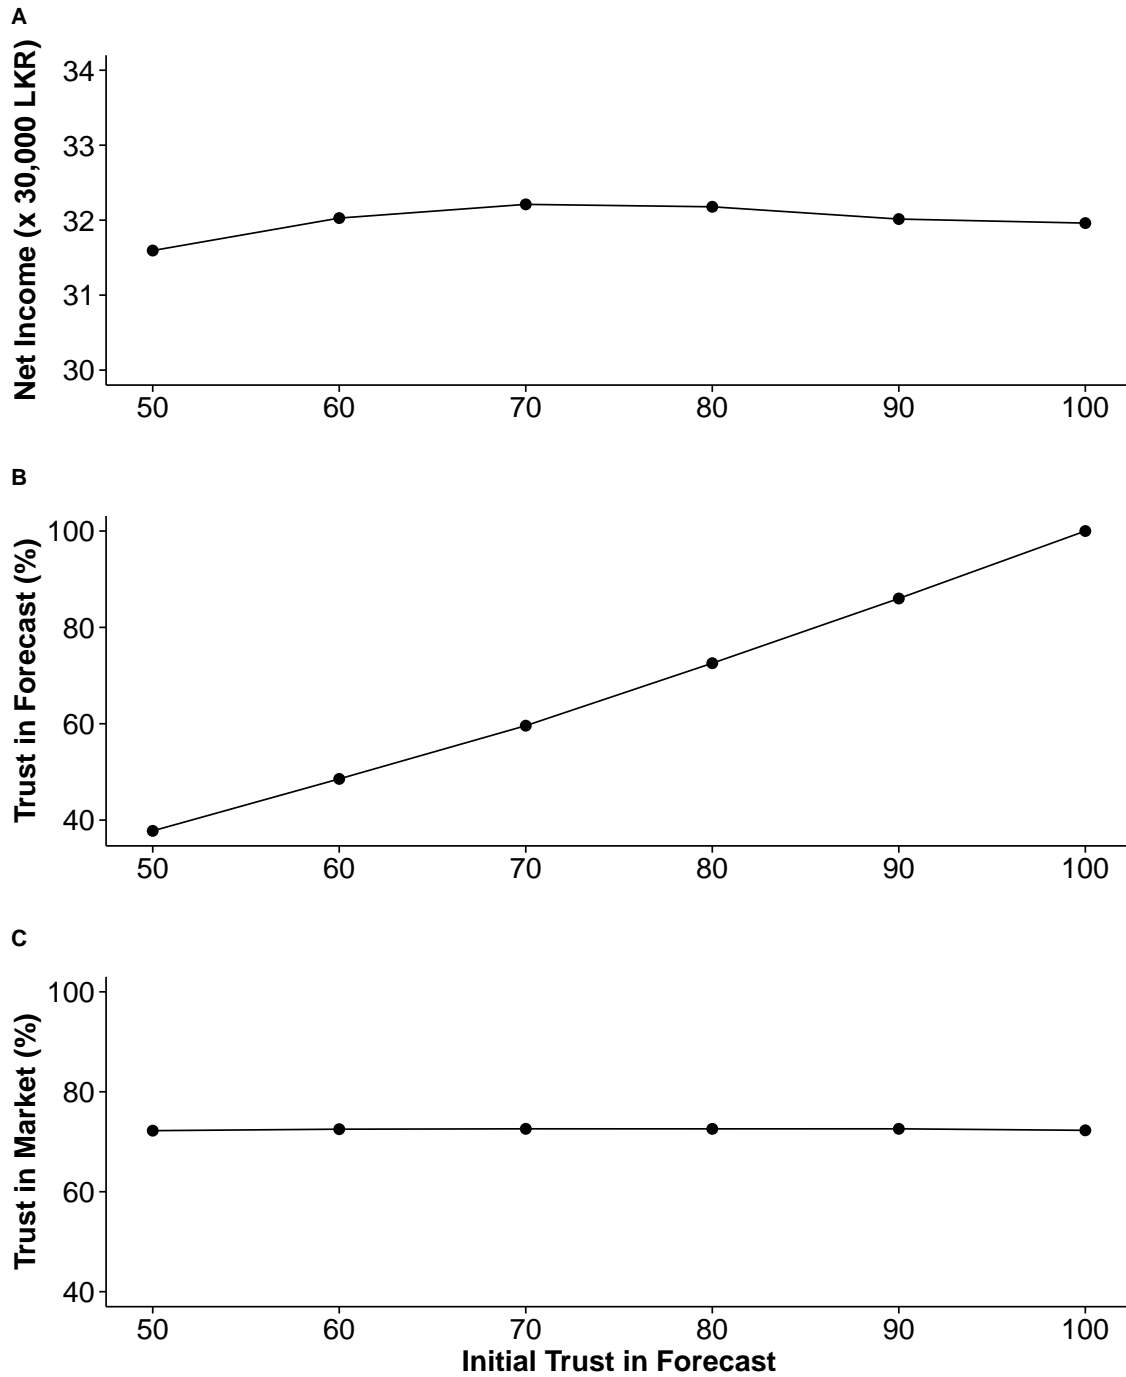 A
Net Income (x 30,000 LKR)
34
33
32
31
30
50 60 70 80 90 100
B
Trust in Forecast (%)
100
80
60
40
50 60 70 80 90 100
C
Trust in Market (%)
100
80
60
40
50 60 70 80 90 100
Initial Trust in Forecast